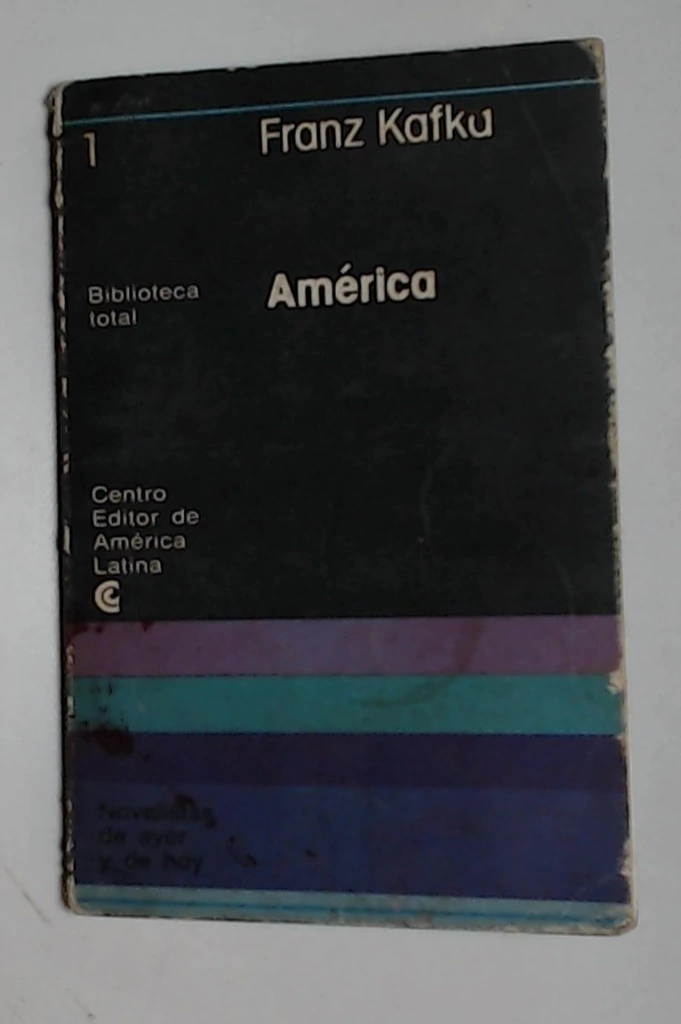 1
Franz Kafka
América
Biblioteca
total
Centro
Editor de
América
Latina
Novelistas
de ayer
y de hoy